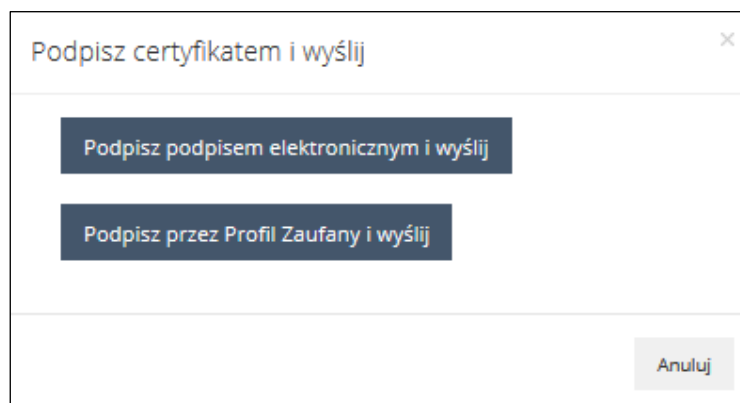 Podpisz certyfikatem i wyślij
×
Podpisz podpisem elektronicznym i wyślij
Podpisz przez Profil Zaufany i wyślij
Anuluj